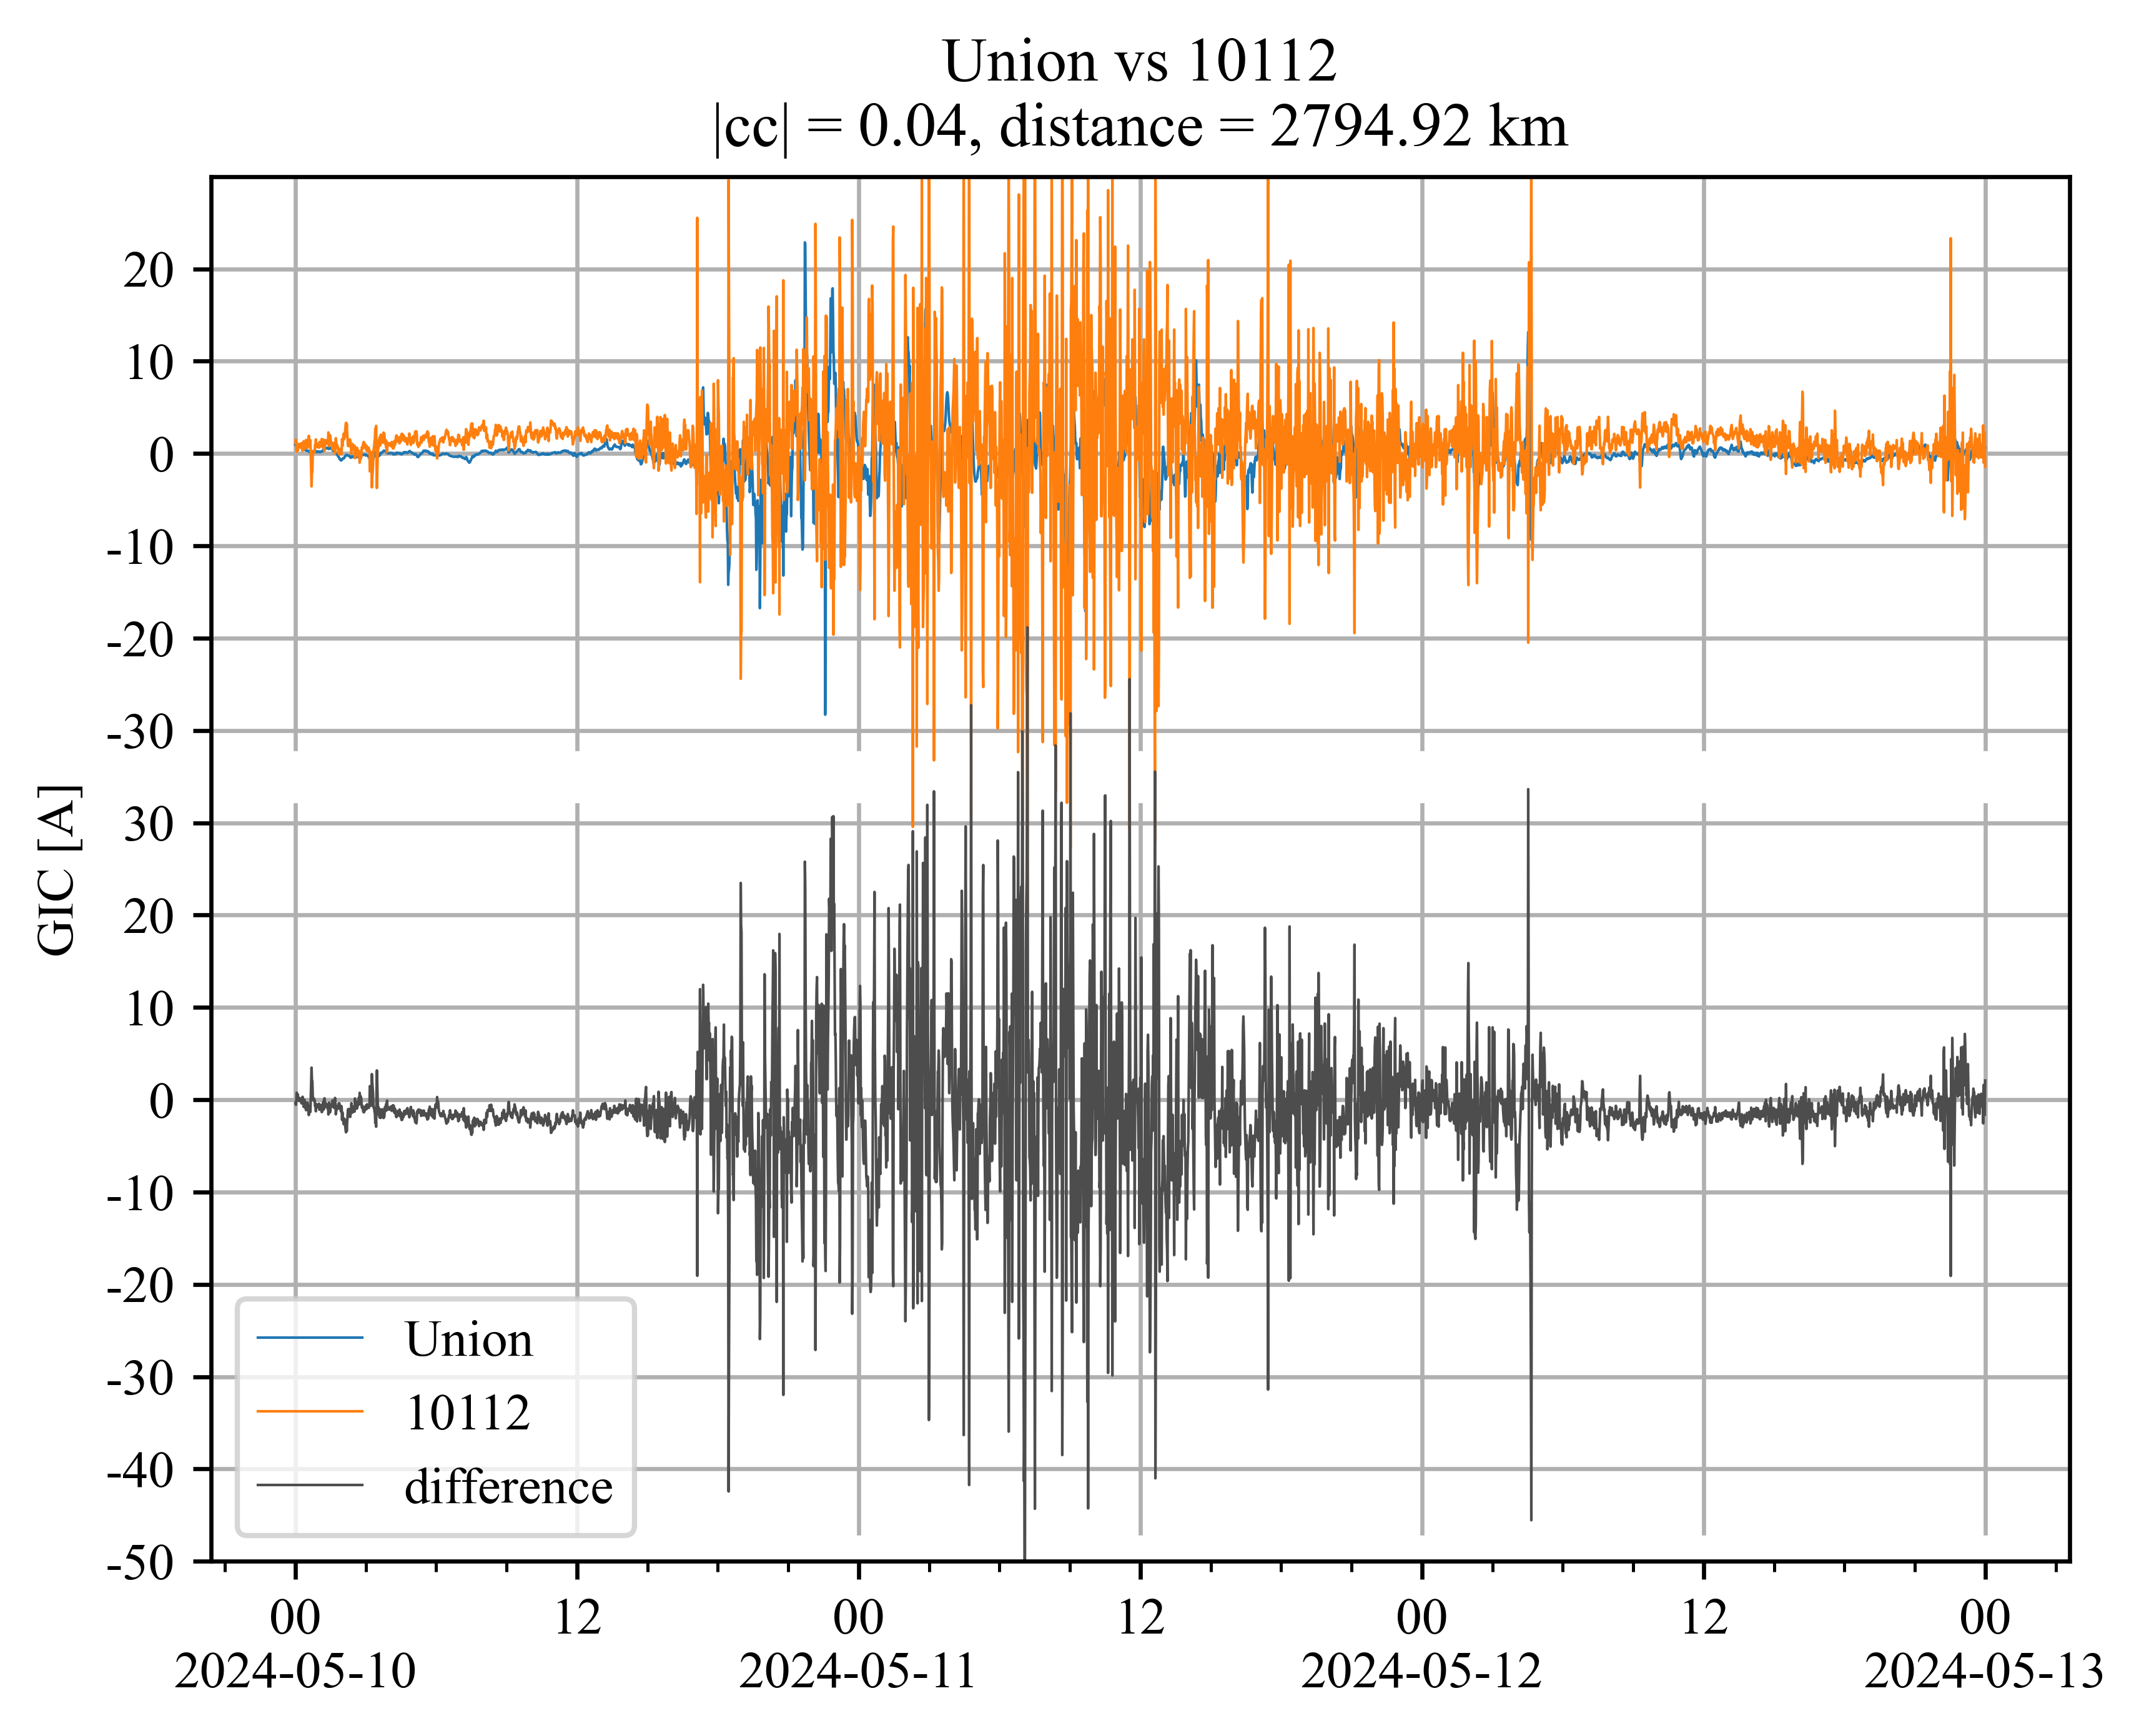 Union vs 10112
|cc| = 0.04, distance = 2794.92 km
GIC [A]
20
10
0
-10
-20
-30
30
20
10
0
-10
-20
-30
-40
-50
Union
10112
difference
00 12 00 12 00 12 00
2024-05-10 2024-05-11 2024-05-12 2024-05-13